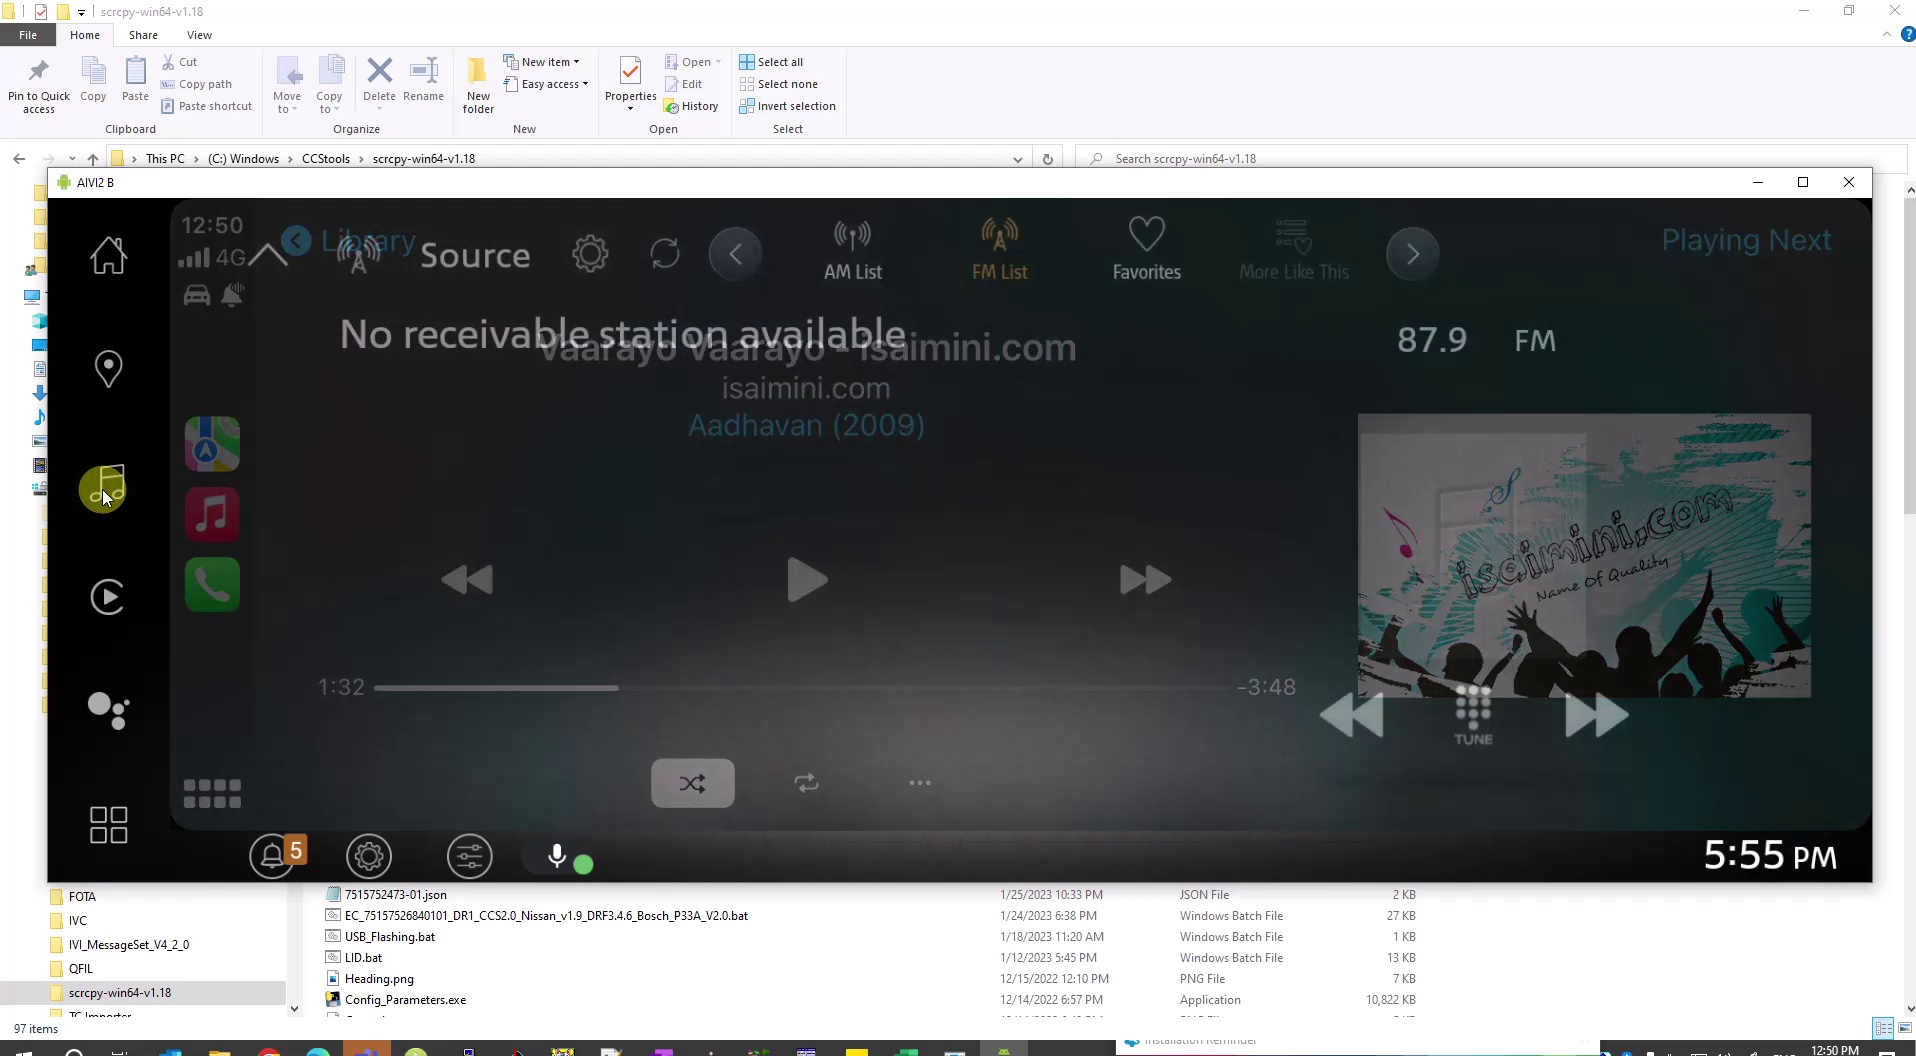 scrcpy-win64-v1.18
File
Home
Share
View
Pin to Quick access
Copy
Paste
Cut
Copy path
Paste shortcut
Clipboard
Move to
Copy to
Delete
Rename
Organize
New folder
New item
Easy access
New
Properties
Open
Edit
History
Open
Select all
Select none
Invert selection
Select
This PC > (C:) Windows > CCStools > scrcpy-win64-v1.18
Search scrcpy-win64-v1.18
AIVI2 B
12:50
4G
Library
Source
AM List
FM List
Favorites
More Like This
Playing Next
No receivable station available
87.9 FM
Vaarayo Vaarayo - isaimini.com
isaimini.com
Aadhavan (2009)
isaimini.com
Name Of Quality
1:32
-3:48
TUNE
5
5:55 PM
FOTA
IVC
IVI_MessageSet_V4_2_0
QFIL
scrcpy-win64-v1.18
TC Importer
7515752473-01.json 1/25/2023 10:33 PM JSON File 2 KB
EC_75157526840101_DR1_CCS2.0_Nissan_v1.9_DRF3.4.6_Bosch_P33A_V2.0.bat 1/24/2023 6:38 PM Windows Batch File 27 KB
USB_Flashing.bat 1/18/2023 11:20 AM Windows Batch File 1 KB
LID.bat 1/12/2023 5:45 PM Windows Batch File 13 KB
Heading.png 12/15/2022 12:10 PM PNG File 7 KB
Config_Parameters.exe 12/14/2022 6:57 PM Application 10,822 KB
97 items
Installation Reminder
12:50 PM